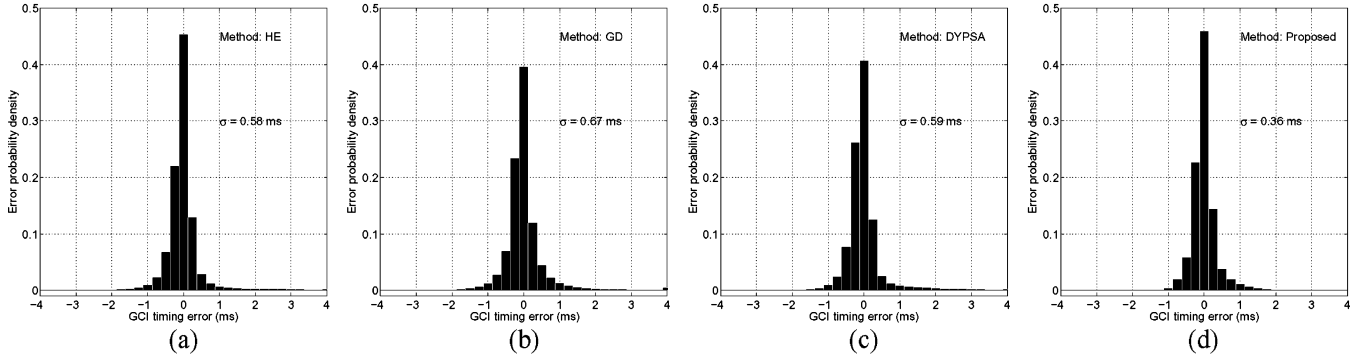 0.5
0.4
0.3
0.2
0.1
0
Error probability density
Method: HE
σ = 0.58 ms
−4 −3 −2 −1 0 1 2 3 4
GCI timing error (ms)
(a)
0.5
0.4
0.3
0.2
0.1
0
Error probability density
Method: GD
σ = 0.67 ms
−4 −3 −2 −1 0 1 2 3 4
GCI timing error (ms)
(b)
0.5
0.4
0.3
0.2
0.1
0
Error probability density
Method: DYPSA
σ = 0.59 ms
−4 −3 −2 −1 0 1 2 3 4
GCI timing error (ms)
(c)
0.5
0.4
0.3
0.2
0.1
0
Error probability density
Method: Proposed
σ = 0.36 ms
−4 −3 −2 −1 0 1 2 3 4
GCI timing error (ms)
(d)